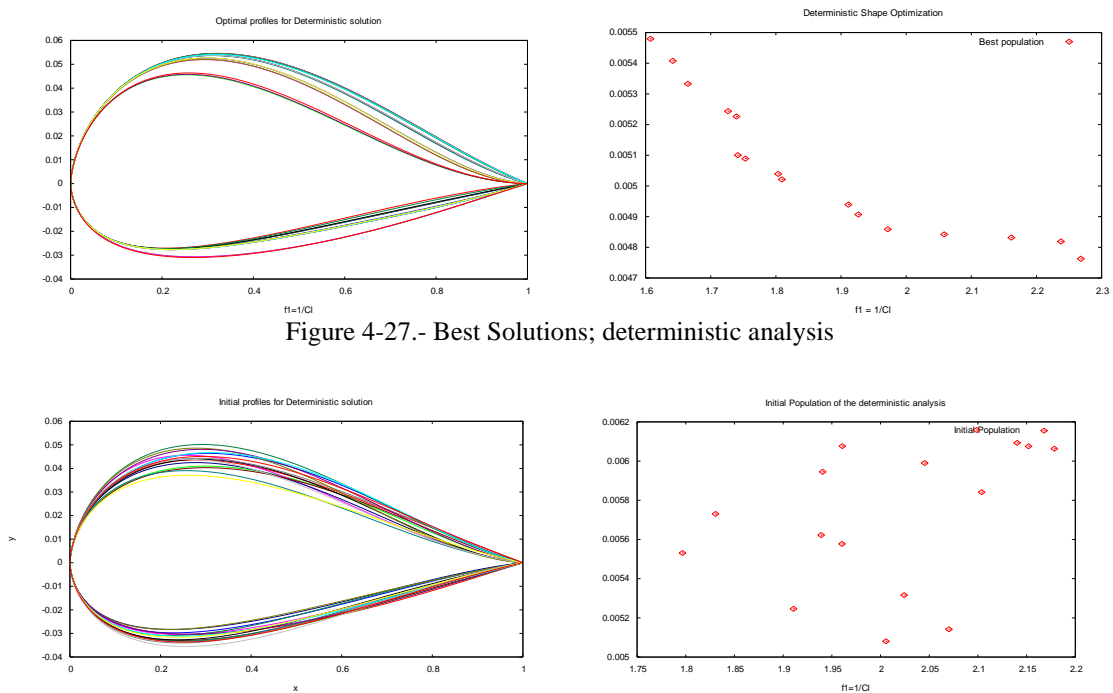 Optimal profiles for Deterministic solution
0.06
0.05
0.04
0.03
0.02
0.01
0
-0.01
-0.02
-0.03
-0.04
0 0.2 0.4 0.6 0.8 1
f1=1/Cl
Deterministic Shape Optimization
Best population
0.0055
0.0054
0.0053
0.0052
0.0051
0.005
0.0049
0.0048
0.0047
1.6 1.7 1.8 1.9 2 2.1 2.2 2.3
f1 = 1/Cl
Figure 4-27.- Best Solutions; deterministic analysis
Initial profiles for Deterministic solution
0.06
0.05
0.04
0.03
0.02
0.01
0
-0.01
-0.02
-0.03
-0.04
y
0 0.2 0.4 0.6 0.8 1
x
Initial Population of the deterministic analysis
Initial Population
0.0062
0.006
0.0058
0.0056
0.0054
0.0052
0.005
1.75 1.8 1.85 1.9 1.95 2 2.05 2.1 2.15 2.2
f1=1/Cl